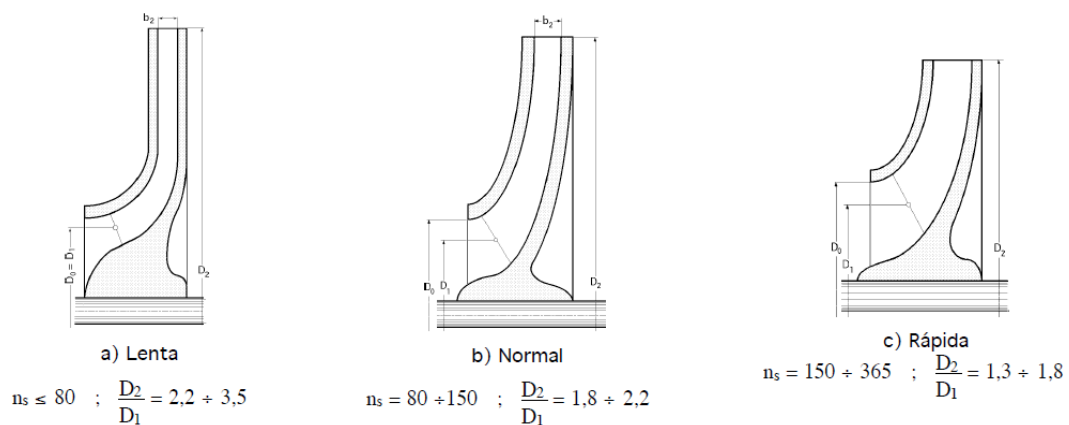 b₂
D₀ = D₁
D₂
a) Lenta
nₛ ≤ 80 ; D₂/D₁ = 2,2 ÷ 3,5
b₂
D₀
D₁
D₂
b) Normal
nₛ = 80 ÷150 ; D₂/D₁ = 1,8 ÷ 2,2
D₀
D₁
D₂
c) Rápida
nₛ = 150 ÷ 365 ; D₂/D₁ = 1,3 ÷ 1,8